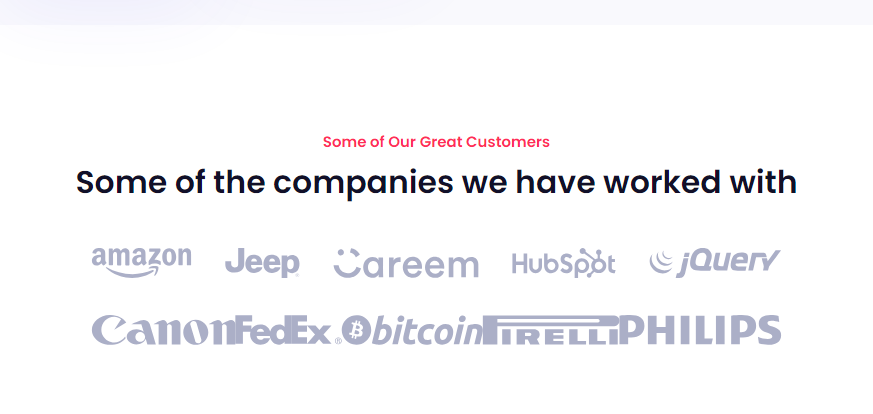 Some of Our Great Customers
Some of the companies we have worked with
amazon Jeep Careem HubSpot jQuery
Canon FedEx ® bitcoin PIRELLI PHILIPS